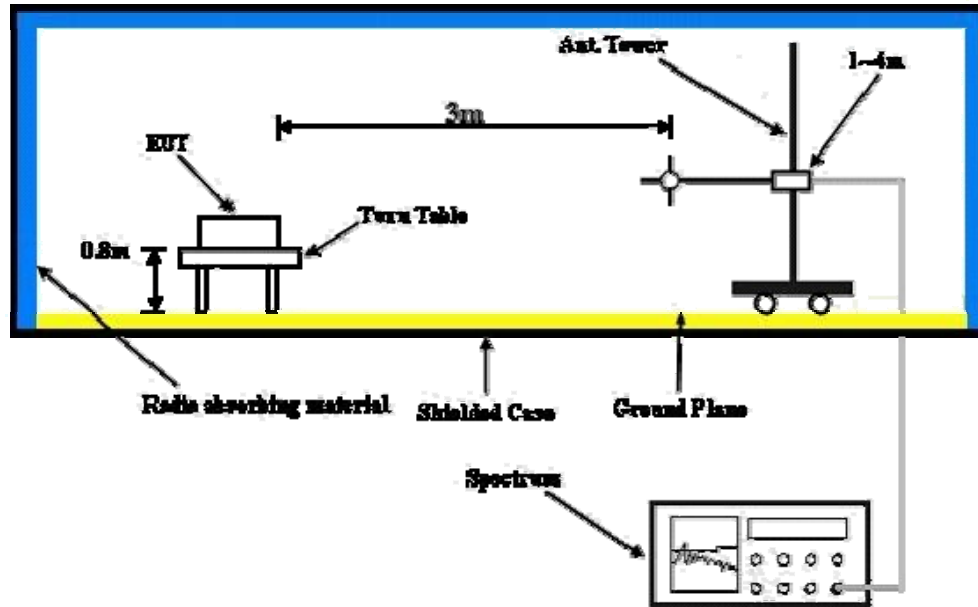 Ant. Tower
1~4m
3m
EUT
Turn Table
0.8m
Radio absorbing material
Shielded Case
Ground Plane
Spectrum